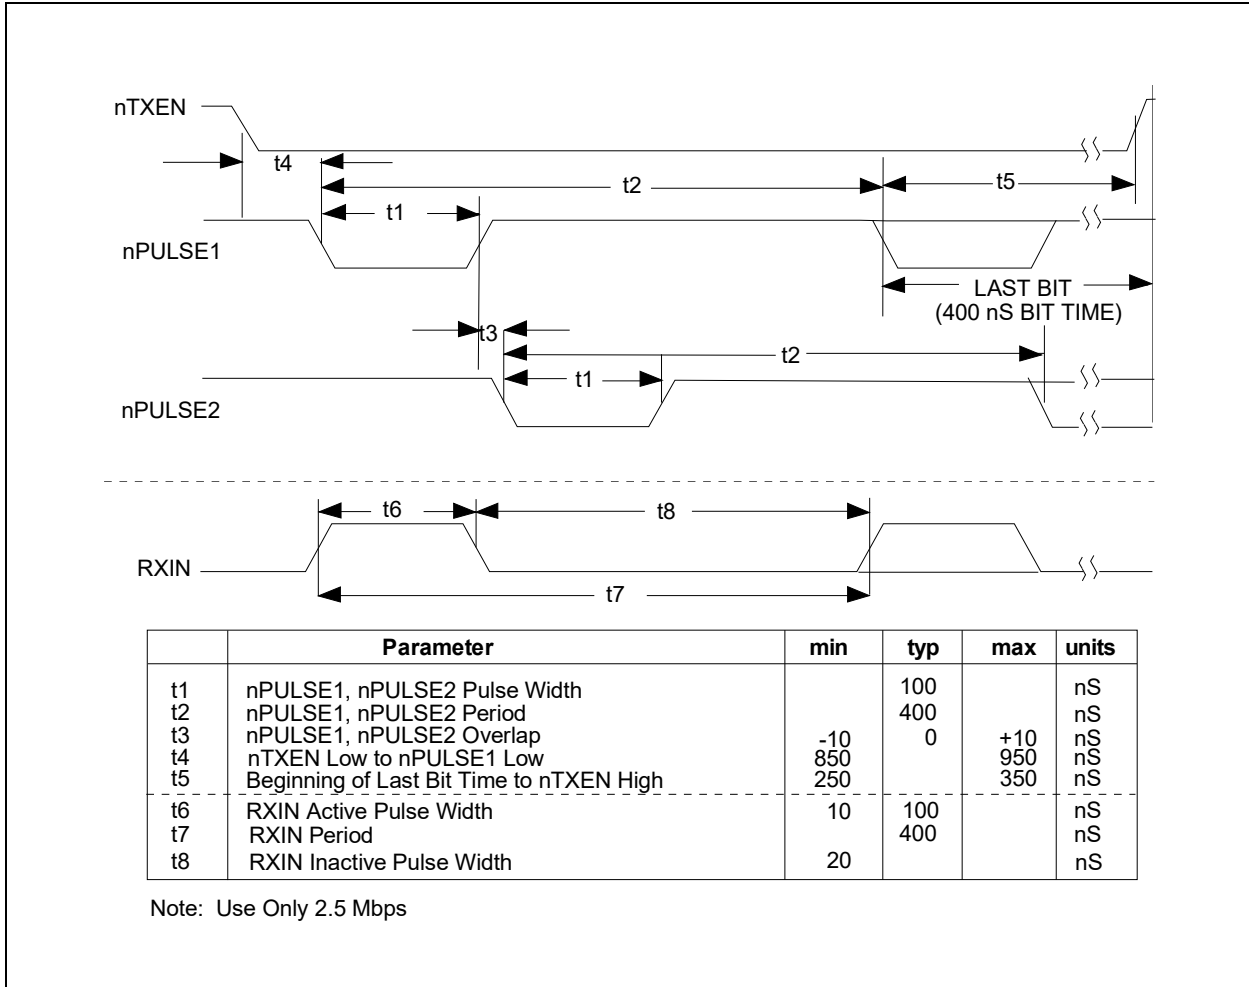 nTXEN
t4
t2
t5
t1
nPULSE1
LAST BIT
(400 nS BIT TIME)
t3
t2
t1
nPULSE2
t6
t8
RXIN
t7
Parameter min typ max units
t1 nPULSE1, nPULSE2 Pulse Width 100 nS
t2 nPULSE1, nPULSE2 Period 400 nS
t3 nPULSE1, nPULSE2 Overlap -10 0 +10 nS
t4 nTXEN Low to nPULSE1 Low 850 950 nS
t5 Beginning of Last Bit Time to nTXEN High 250 350 nS
t6 RXIN Active Pulse Width 10 100 nS
t7 RXIN Period 400 nS
t8 RXIN Inactive Pulse Width 20 nS
Note: Use Only 2.5 Mbps